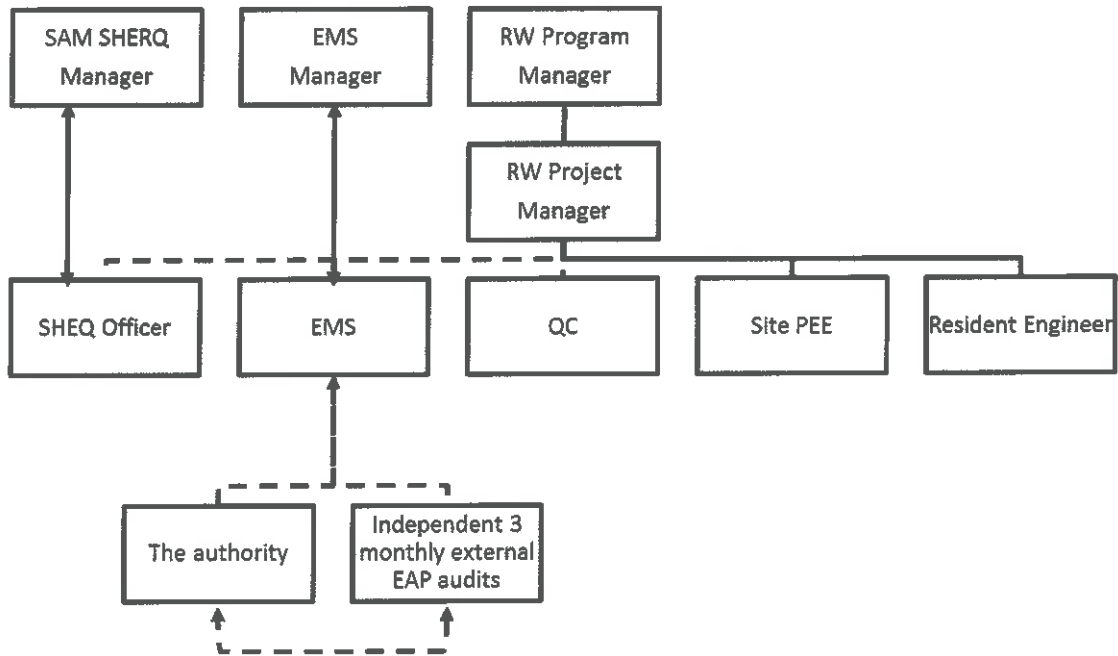 SAM SHERQ
Manager
EMS
Manager
RW Program
Manager
RW Project
Manager
SHEQ Officer
EMS
QC
Site PEE
Resident Engineer
The authority
Independent 3
monthly external
EAP audits